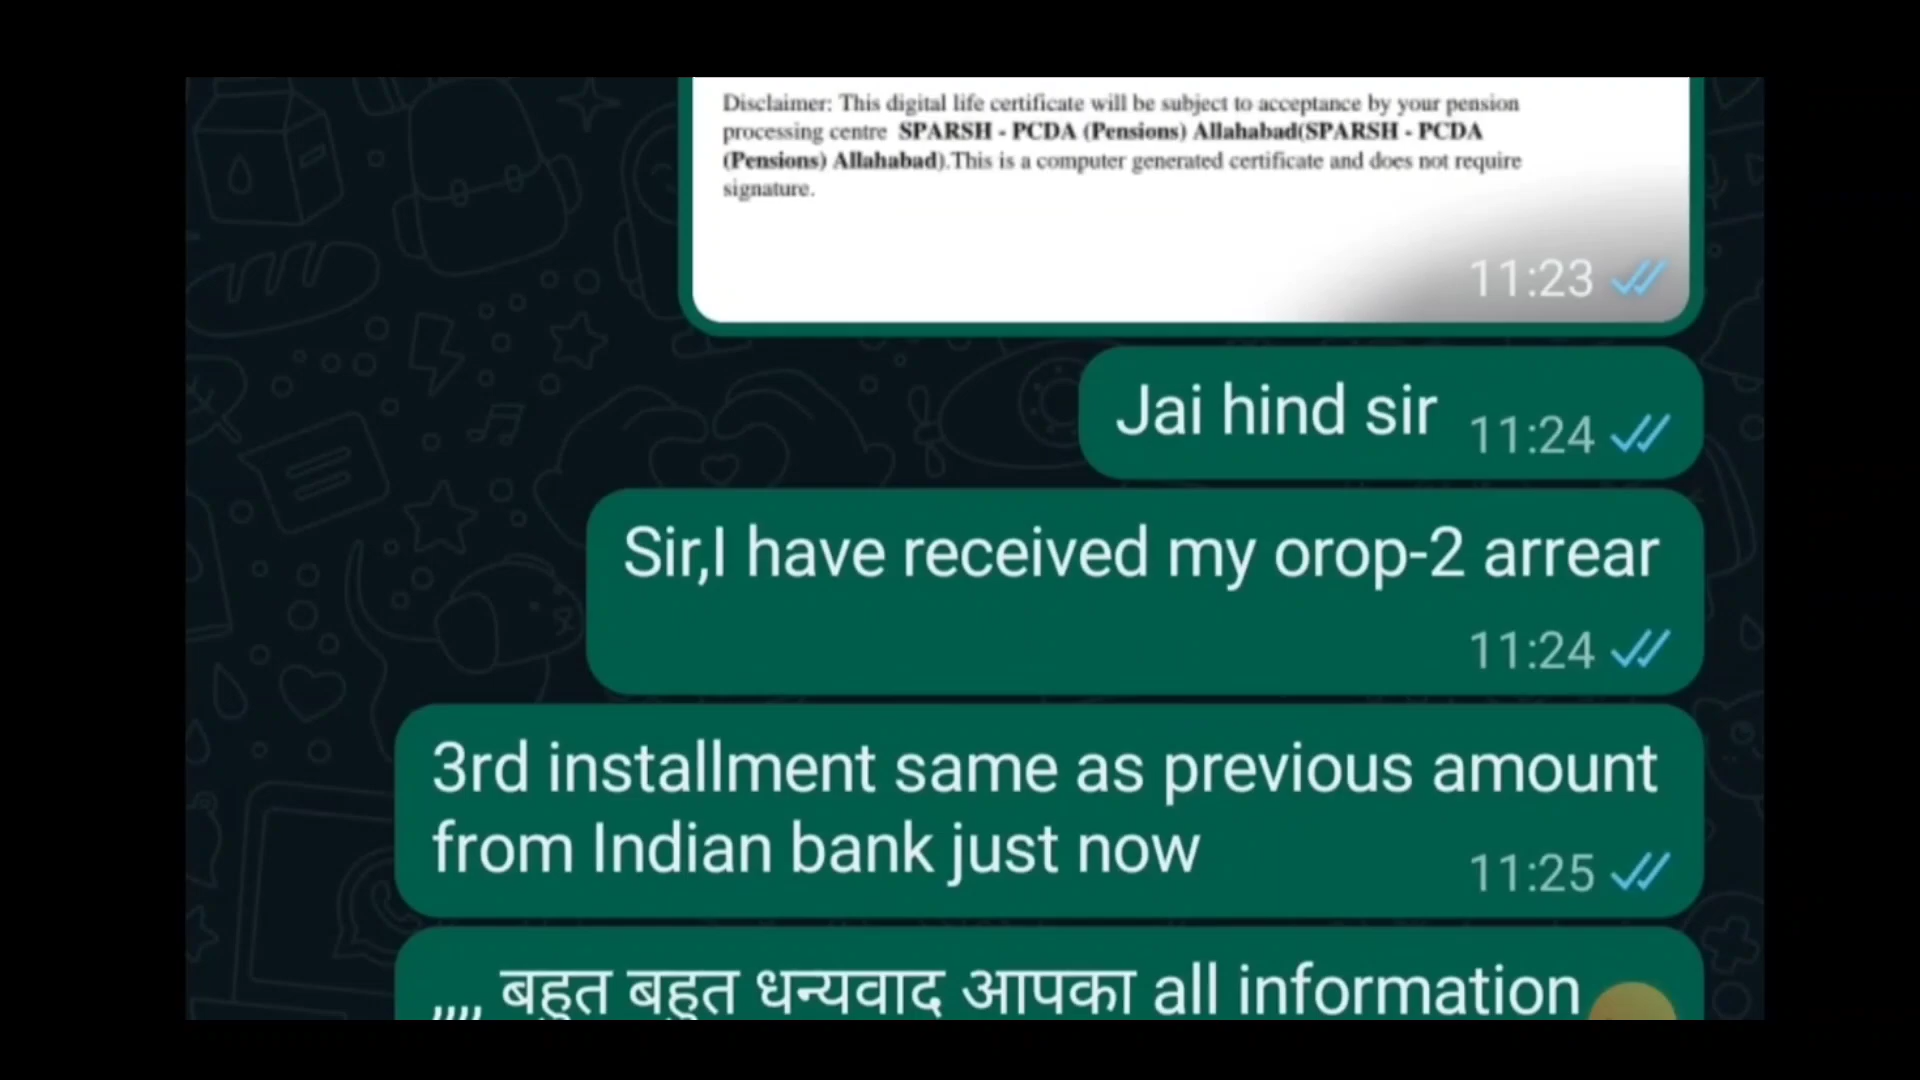 Disclaimer: This digital life certificate will be subject to acceptance by your pension
processing centre SPARSH - PCDA (Pensions) Allahabad(SPARSH - PCDA
(Pensions) Allahabad).This is a computer generated certificate and does not require
signature.
11:23
Jai hind sir 11:24
Sir,I have received my orop-2 arrear
11:24
3rd installment same as previous amount
from Indian bank just now 11:25
,,,, बहुत बहुत धन्यवाद आपका all information